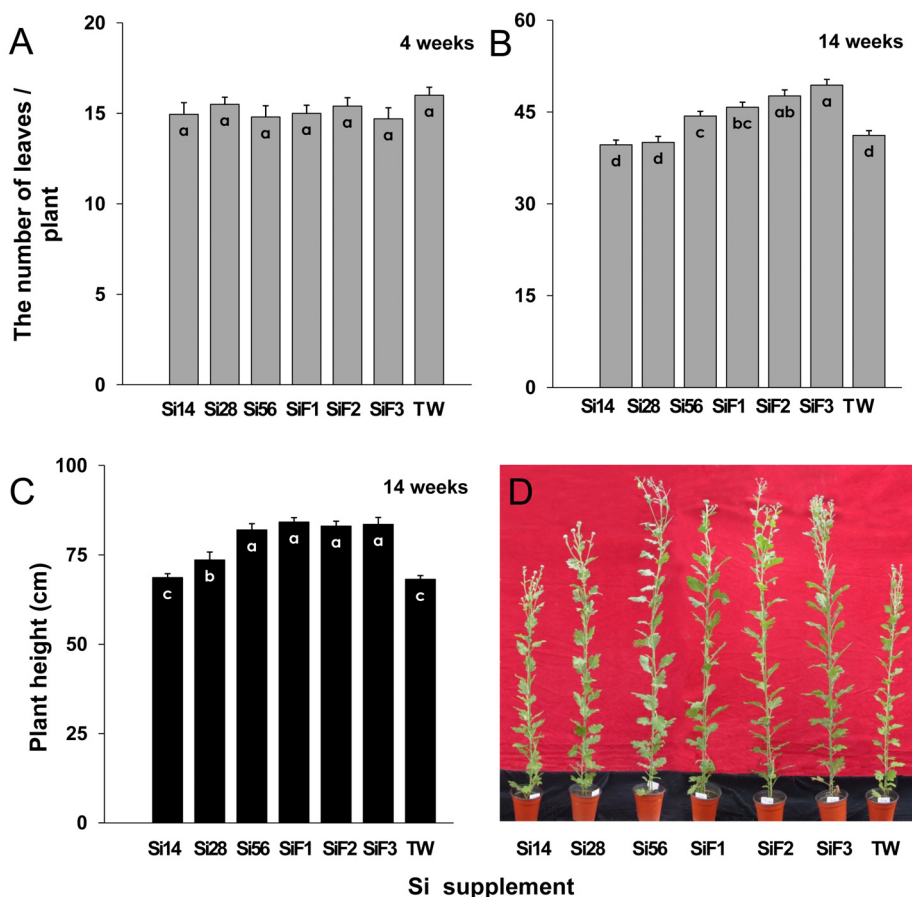 A
4 weeks
The number of leaves /
plant
20
15
10
5
0
a a a a a a a
Si14 Si28 Si56 SiF1 SiF2 SiF3 TW
B
14 weeks
60
45
30
15
0
d d c bc ab a d
Si14 Si28 Si56 SiF1 SiF2 SiF3 TW
C
14 weeks
Plant height (cm)
100
75
50
25
0
c b a a a a c
Si14 Si28 Si56 SiF1 SiF2 SiF3 TW
D
Si14 Si28 Si56 SiF1 SiF2 SiF3 TW
Si supplement